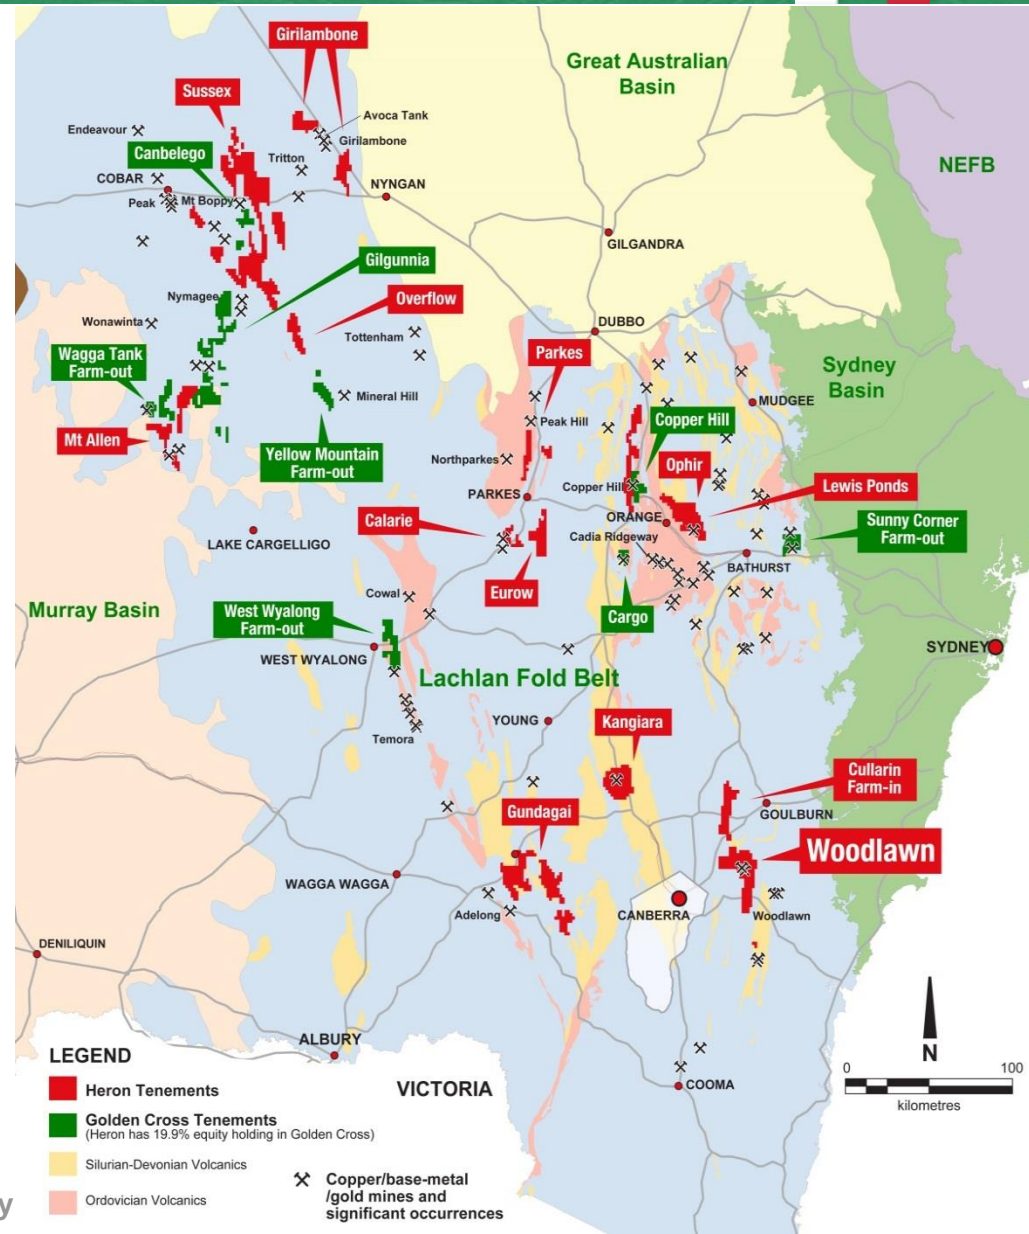 Girilambone
Great Australian
Basin
Sussex
Avoca Tank
Endeavour
Girilambone
Canbelego
Tritton
NEFB
COBAR
NYNGAN
Peak
Mt Boppy
GILGANDRA
Gilgunnia
Nymagee
Overflow
Wonawinta
Tottenham
DUBBO
Wagga Tank
Farm-out
Parkes
Sydney
Basin
Mineral Hill
MUDGEE
Mt Allen
Peak Hill
Copper Hill
Yellow Mountain
Farm-out
Northparkes
Ophir
Copper Hill
Lewis Ponds
PARKES
Calarie
ORANGE
Sunny Corner
Farm-out
LAKE CARGELLIGO
Cadia Ridgeway
BATHURST
Eurow
Cowal
Murray Basin
West Wyalong
Farm-out
Cargo
WEST WYALONG
SYDNEY
Lachlan Fold Belt
YOUNG
Kangiara
Temora
Cullarin
Farm-in
Gundagai
GOULBURN
Woodlawn
WAGGA WAGGA
Adelong
CANBERRA
Woodlawn
DENILIQUIN
ALBURY
N
LEGEND
VICTORIA
COOMA
0
100
kilometres
Heron Tenements
Golden Cross Tenements
(Heron has 19.9% equity holding in Golden Cross)
Silurian-Devonian Volcanics
Ordovician Volcanics
Copper/base-metal
/gold mines and
significant occurrences
y